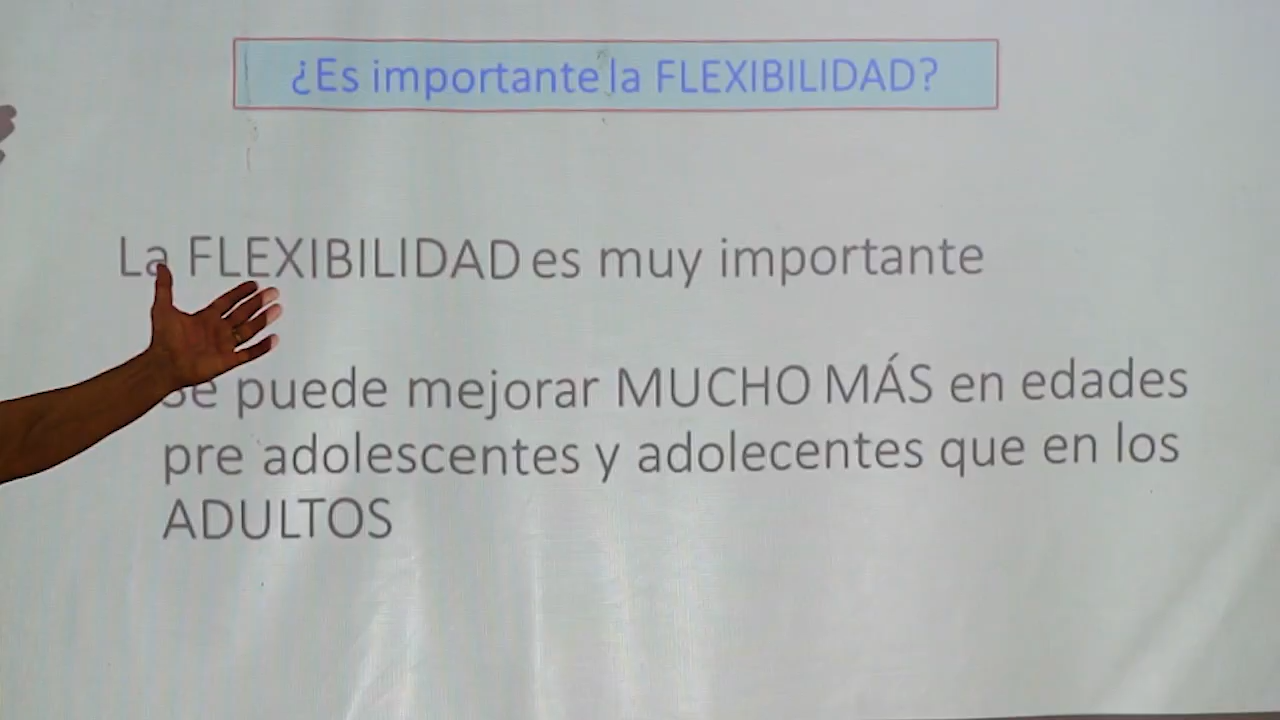 ¿Es importante la FLEXIBILIDAD?
La FLEXIBILIDAD es muy importante
Se puede mejorar MUCHO MÁS en edades
pre adolescentes y adolecentes que en los
ADULTOS